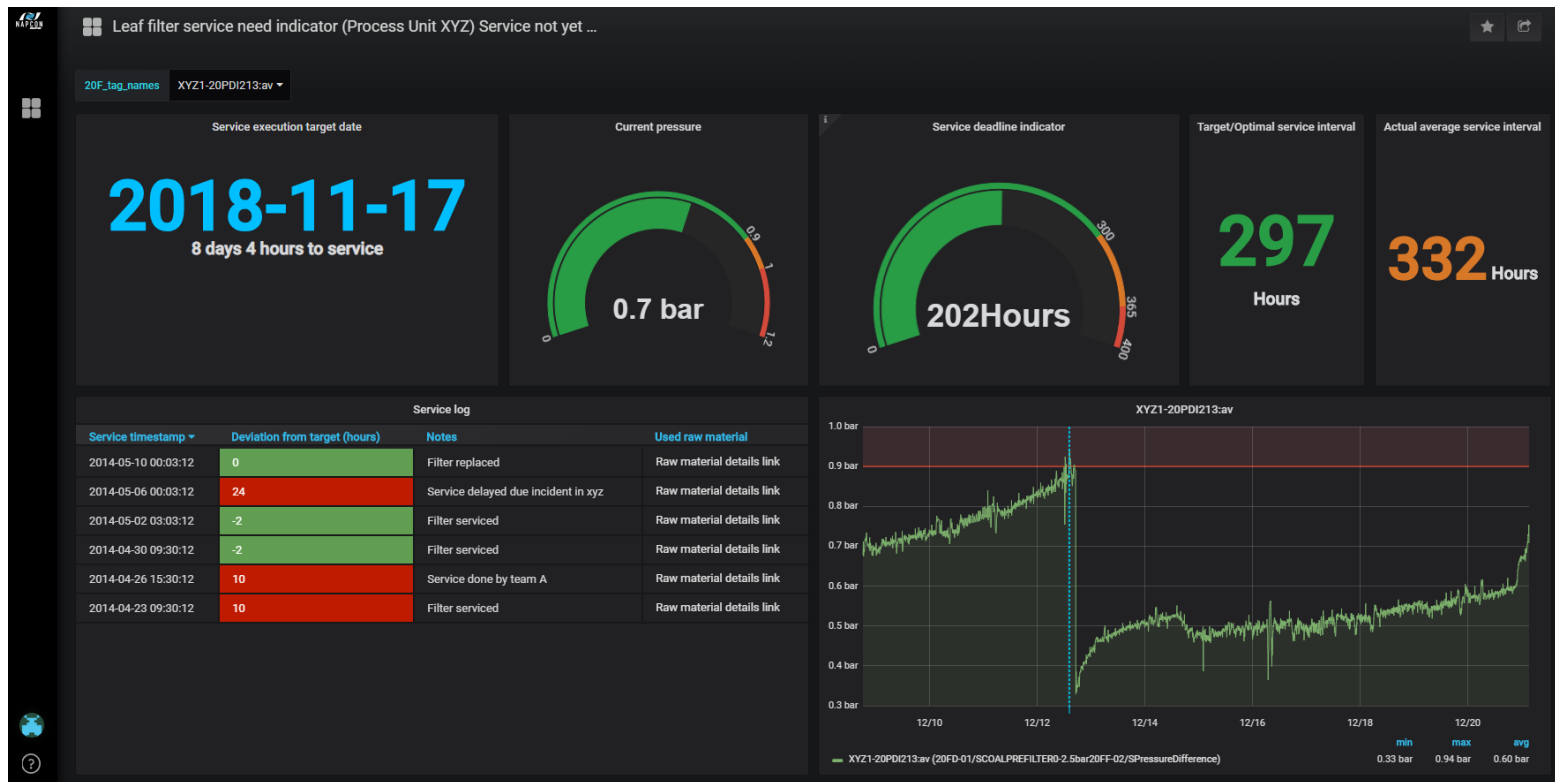 NAPCON
Leaf filter service need indicator (Process Unit XYZ) Service not yet ...
20F_tag_names XYZ1-20PDI213:av
Service execution target date
2018-11-17
8 days 4 hours to service
Current pressure
0 0.9 1 1.2
0.7 bar
i
Service deadline indicator
0 300 365 400
202Hours
Target/Optimal service interval
297
Hours
Actual average service interval
332 Hours
Service log
Service timestamp Deviation from target (hours) Notes Used raw material
2014-05-10 00:03:12 0 Filter replaced Raw material details link
2014-05-06 00:03:12 24 Service delayed due incident in xyz Raw material details link
2014-05-02 03:03:12 -2 Filter serviced Raw material details link
2014-04-30 09:30:12 -2 Filter serviced Raw material details link
2014-04-26 15:30:12 10 Service done by team A Raw material details link
2014-04-23 09:30:12 10 Filter serviced Raw material details link
XYZ1-20PDI213:av
1.0 bar
0.9 bar
0.8 bar
0.7 bar
0.6 bar
0.5 bar
0.4 bar
0.3 bar
12/10 12/12 12/14 12/16 12/18 12/20
min max avg
XYZ1-20PDI213:av (20FD-01/SCOALPREFILTER0-2.5bar20FF-02/SPressureDifference) 0.33 bar 0.94 bar 0.60 bar
?